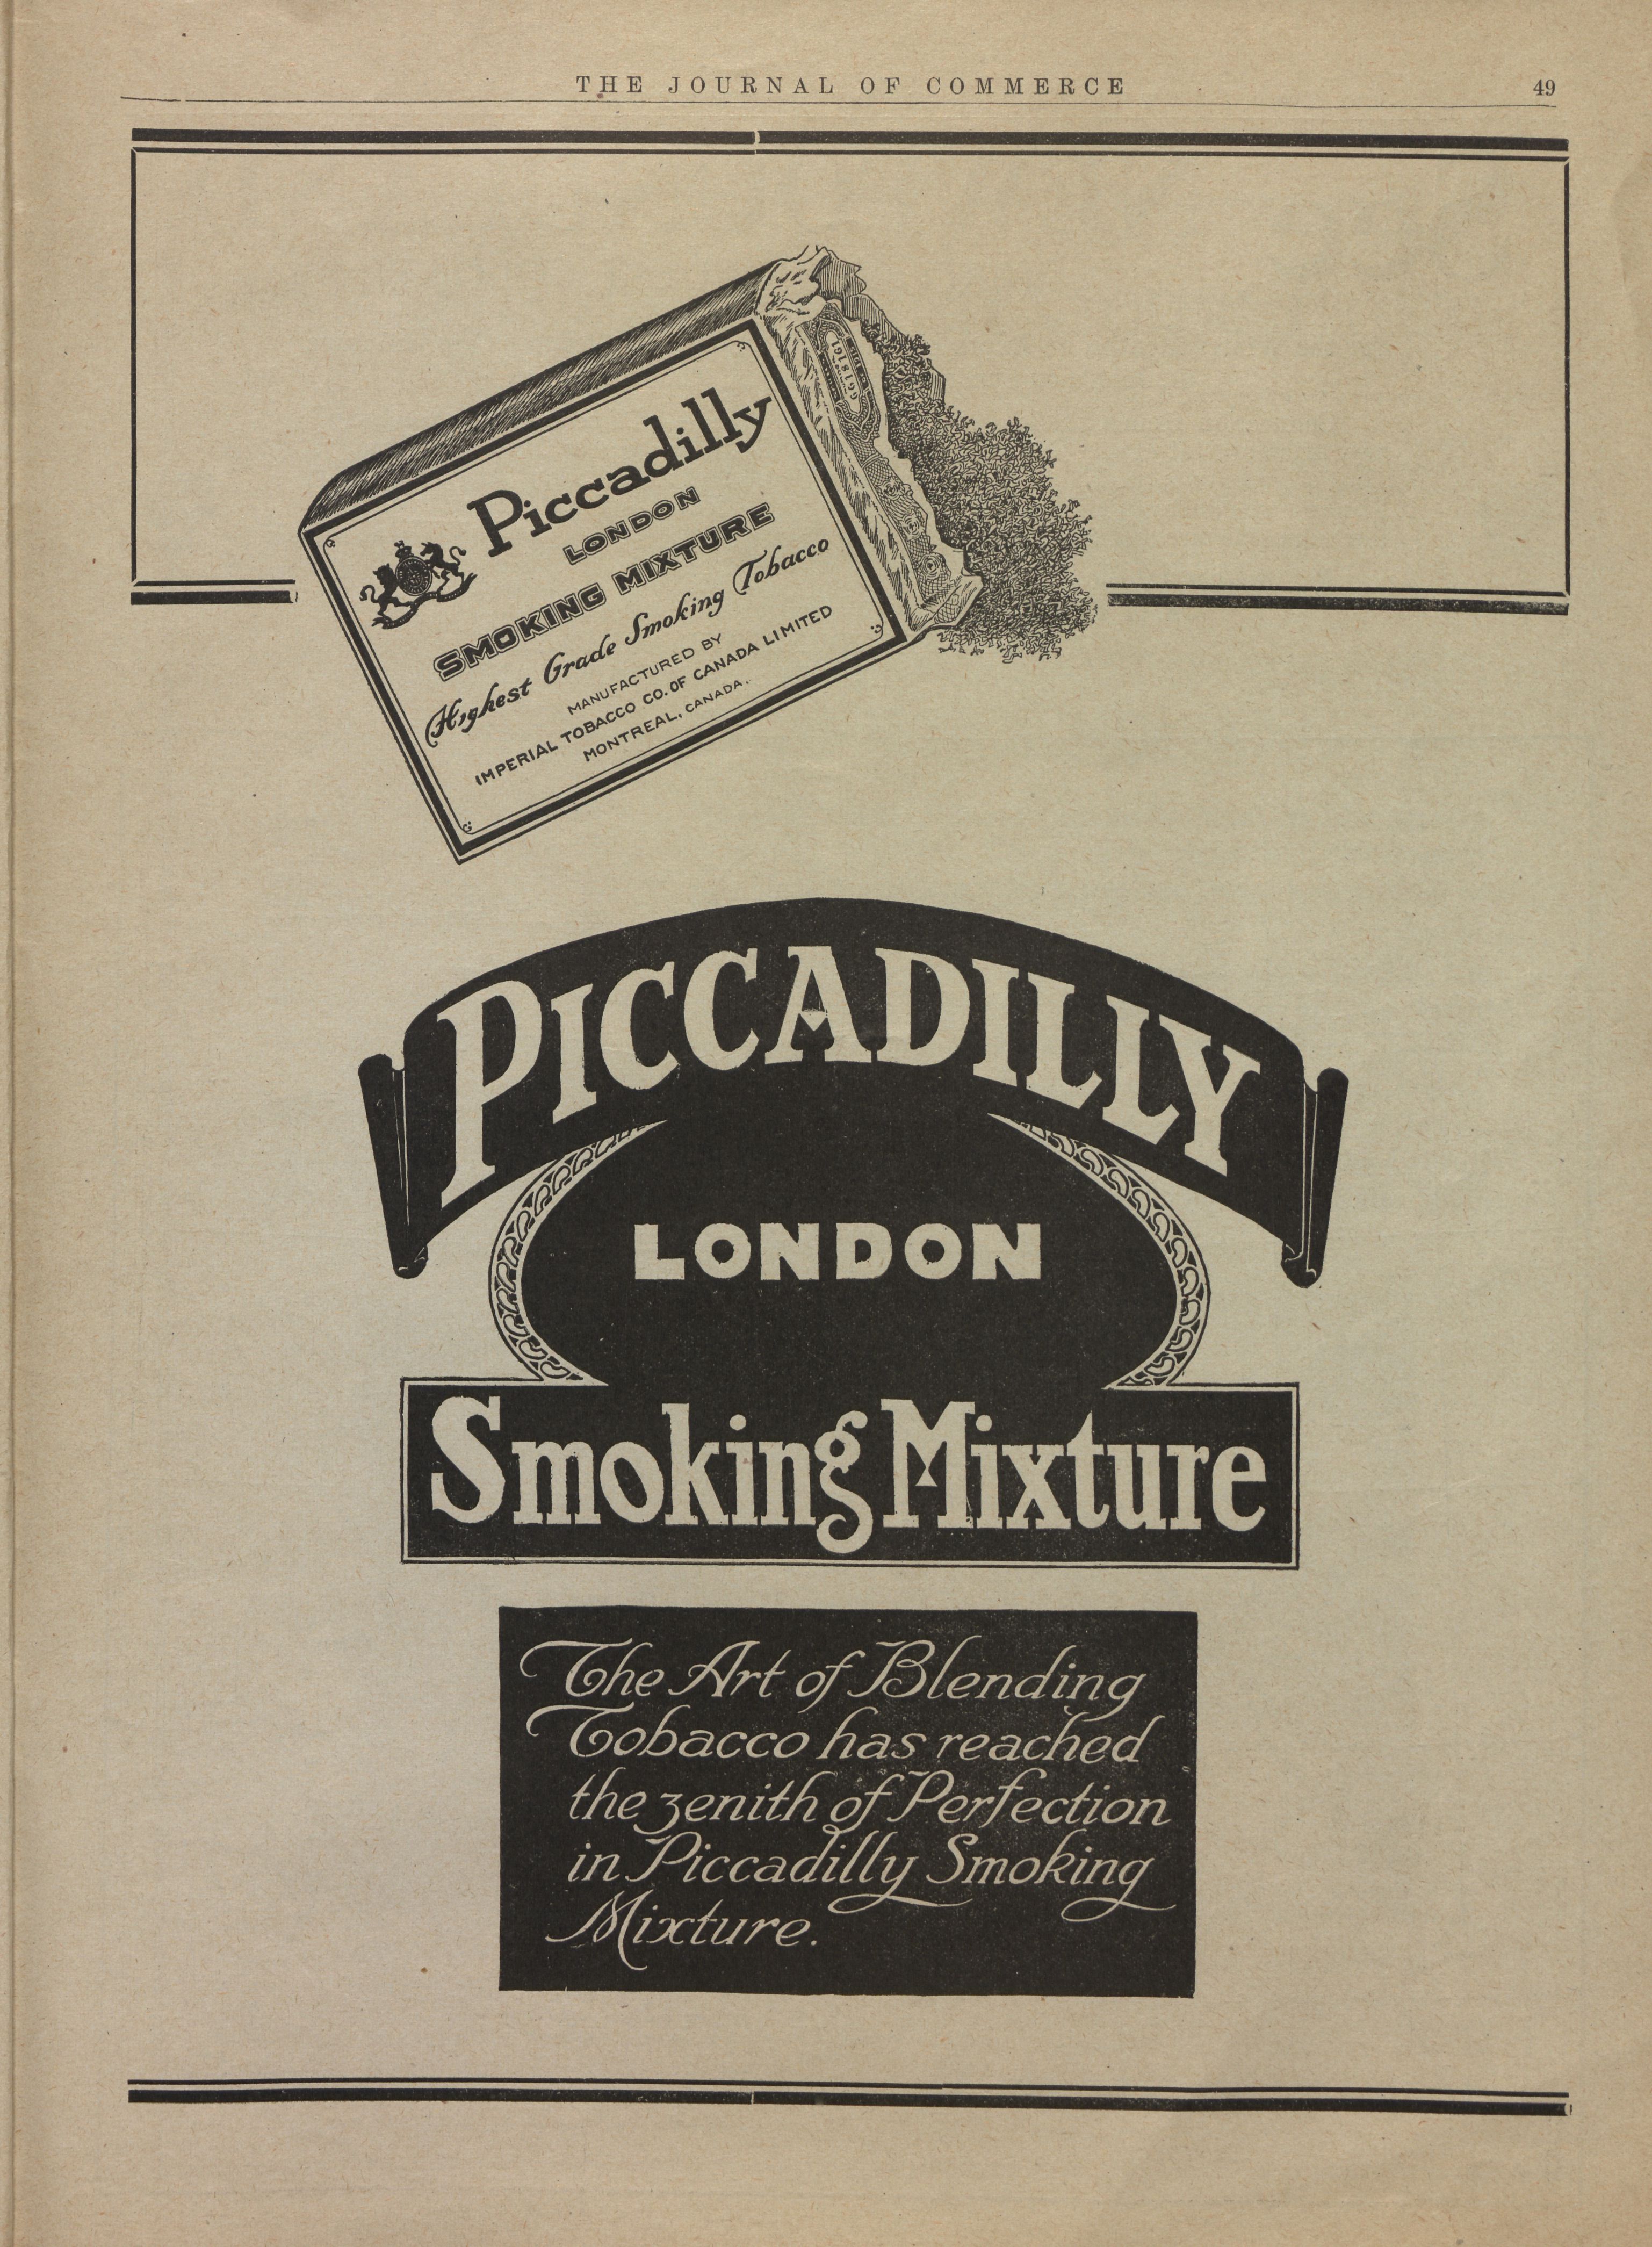 THE JOURNAL OF COMMERCE 49
Piccadilly
LONDON
SMOKING MIXTURE
Highest Grade Smoking Tobacco
MANUFACTURED BY
IMPERIAL TOBACCO CO. OF CANADA LIMITED
MONTREAL, CANADA.
PICCADILLY
LONDON
Smoking Mixture
The Art of Blending
Tobacco has reached
the zenith of Perfection
in Piccadilly Smoking
Mixture.